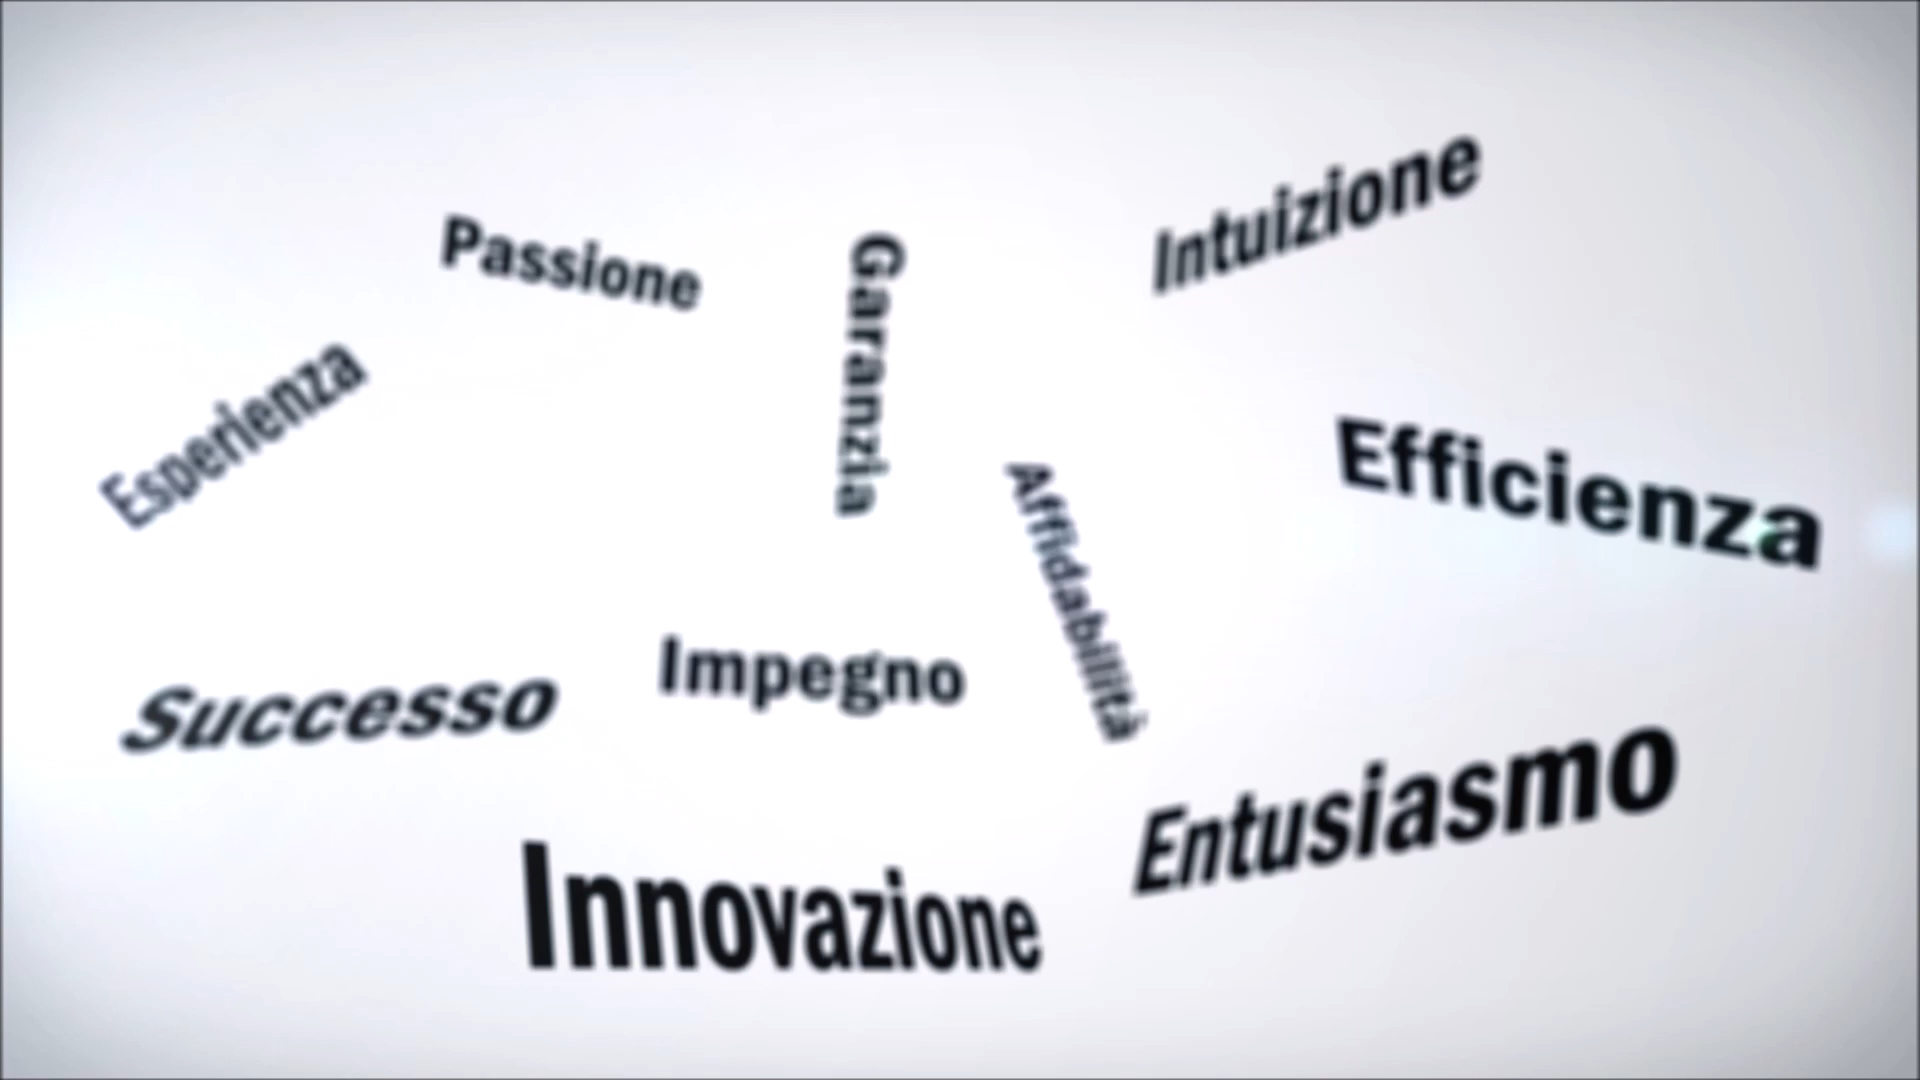 Intuizione
Passione
Garanzia
Esperienza
Efficienza
Affidabilità
Impegno
Successo
Entusiasmo
Innovazione